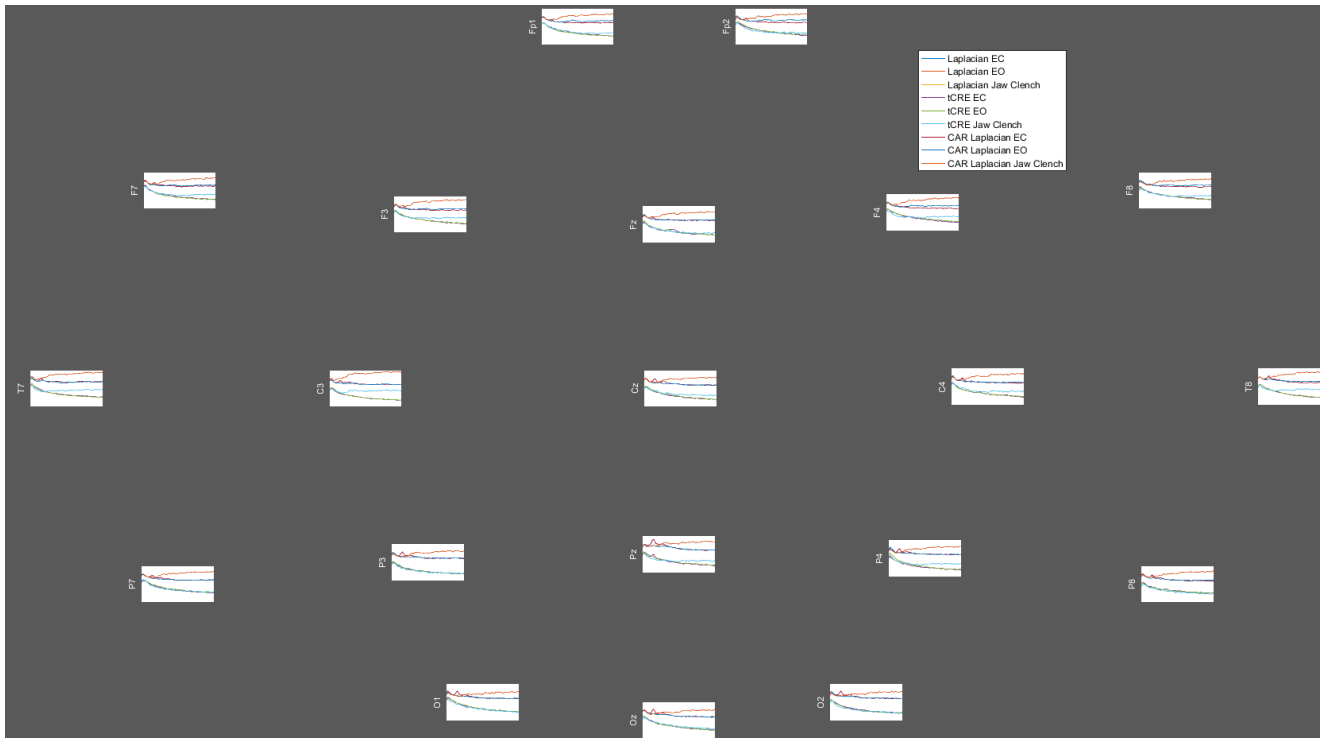 Fp1
Fp2
Laplacian EC
Laplacian EO
Laplacian Jaw Clench
tCRE EC
tCRE EO
tCRE Jaw Clench
CAR Laplacian EC
CAR Laplacian EO
CAR Laplacian Jaw Clench
F7
F3
Fz
F4
F8
T7
C3
Cz
C4
T8
P7
P3
Pz
P4
P8
O1
Oz
O2